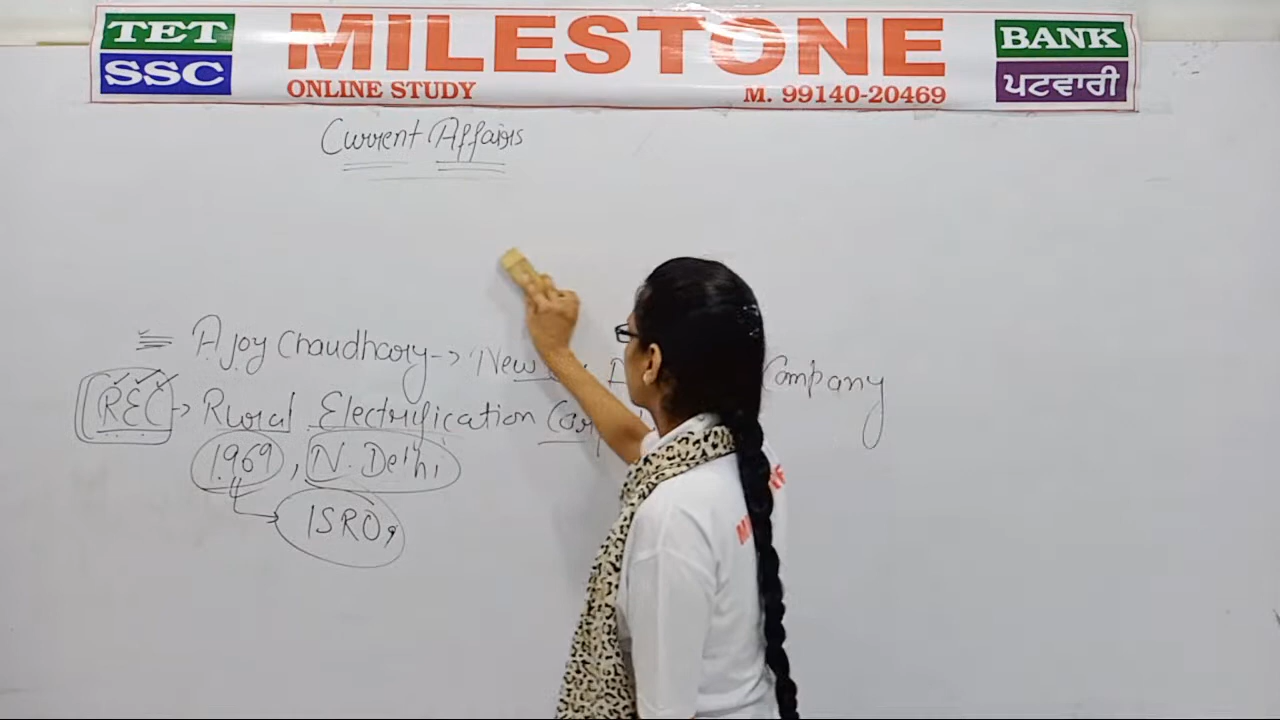 TET
SSC
MILESTONE
ONLINE STUDY
M. 99140-20469
BANK
ਪਟਵਾਰੀ
Current Affairs
Ajoy Chaudhary → New Company
REC → Rural Electrification
1969, N. Delhi,
ISRO,